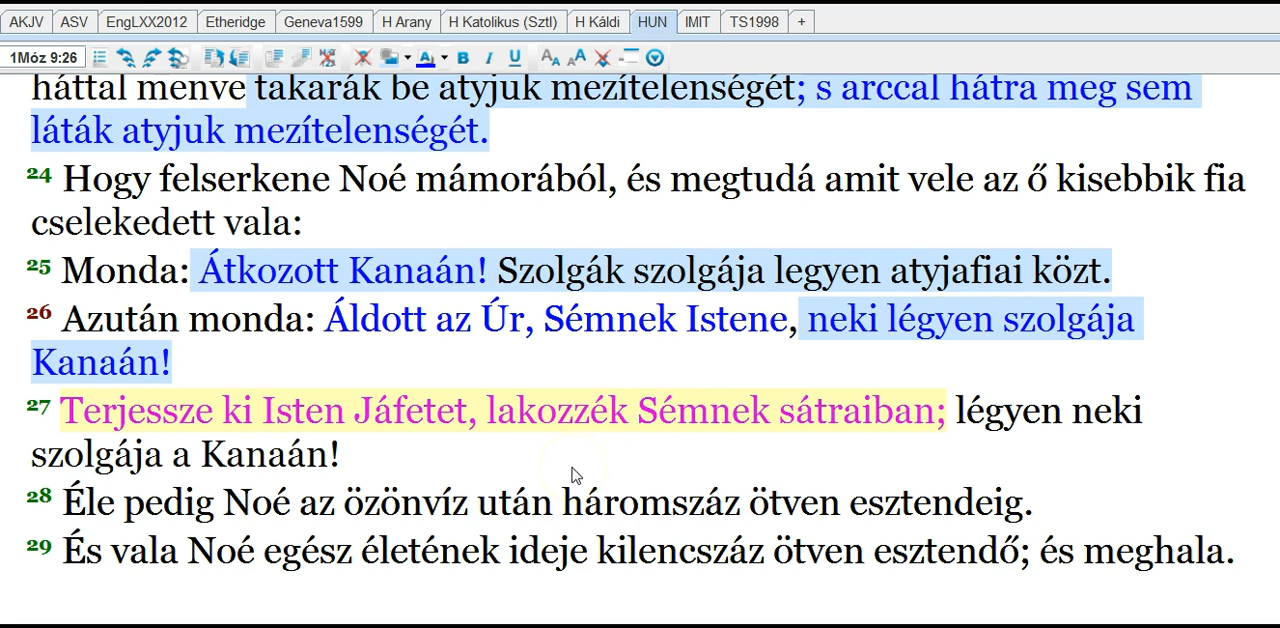 AKJV ASV EngLXX2012 Etheridge Geneva1599 H Arany H Katolikus (Sztl) H Káldi HUN IMIT TS1998 +
1Móz 9:26 A B I U AA AA
háttal menve takarák be atyjuk mezítelenségét; s arccal hátra meg sem
láták atyjuk mezítelenségét.
24 Hogy felserkene Noé mámorából, és megtudá amit vele az ő kisebbik fia
cselekedett vala:
25 Monda: Átkozott Kanaán! Szolgák szolgája legyen atyjafiai közt.
26 Azután monda: Áldott az Úr, Sémnek Istene, neki légyen szolgája
Kanaán!
27 Terjessze ki Isten Jáfetet, lakozzék Sémnek sátraiban; légyen neki
szolgája a Kanaán!
28 Éle pedig Noé az özönvíz után háromszáz ötven esztendeig.
29 És vala Noé egész életének ideje kilencszáz ötven esztendő; és meghala.